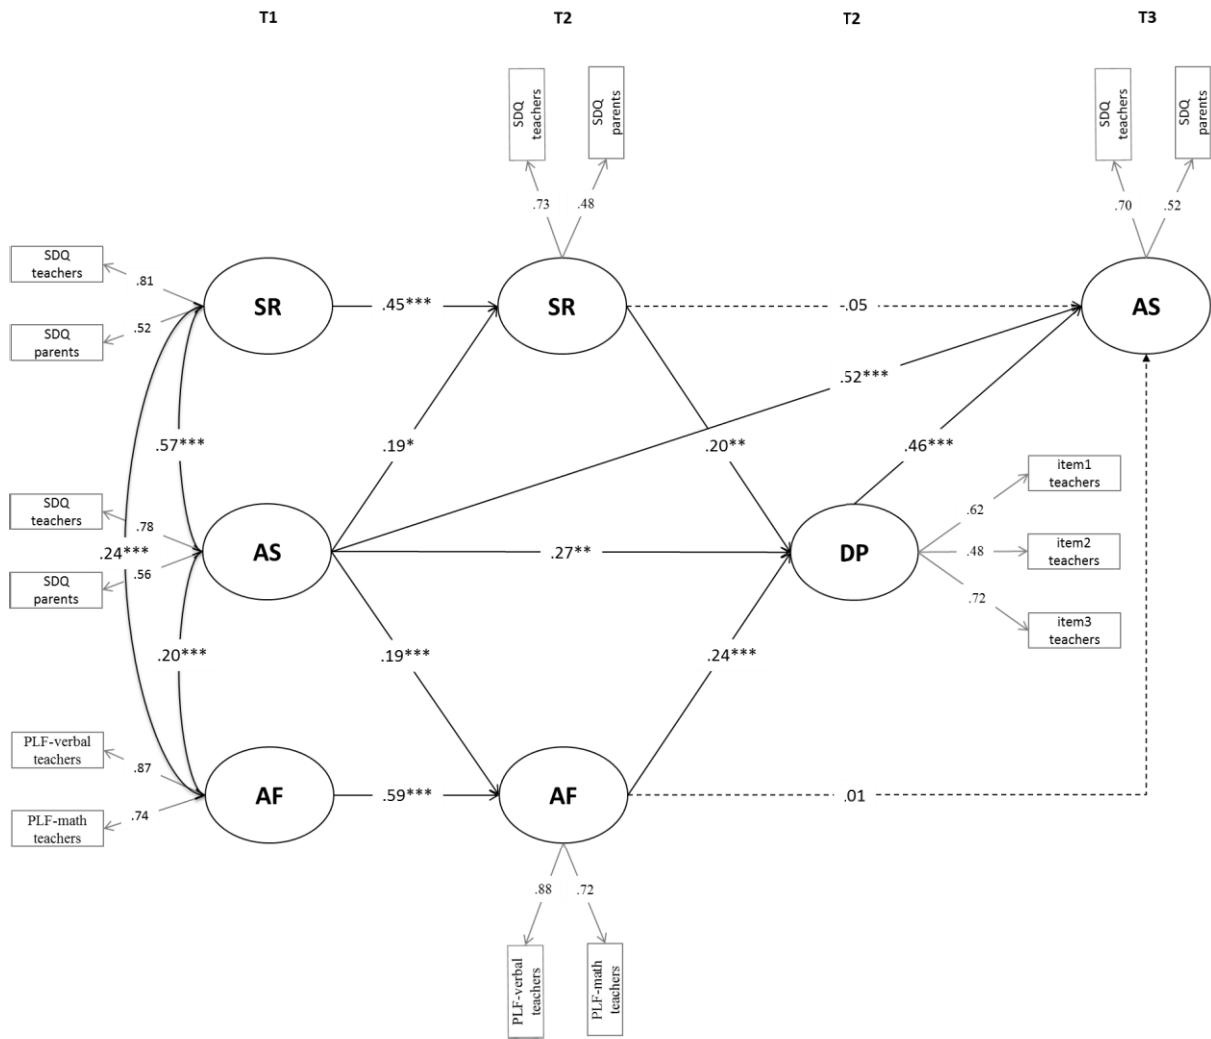 T1
T2
T2
T3
SDQ
teachers
SDQ
parents
SDQ
teachers
SDQ
parents
.73
.48
.70
.52
SDQ
teachers
.81
SDQ
parents
.52
SR
.45***
SR
-.05
AS
.52***
.57***
.19*
.20**
.46***
item1
teachers
.62
SDQ
teachers
.78
.24***
AS
.27**
DP
.48
item2
teachers
SDQ
parents
.56
.72
item3
teachers
.20***
.19***
.24***
PLF-verbal
teachers
.87
AF
.59***
AF
.01
PLF-math
teachers
.74
.88
.72
PLF-verbal
teachers
PLF-math
teachers